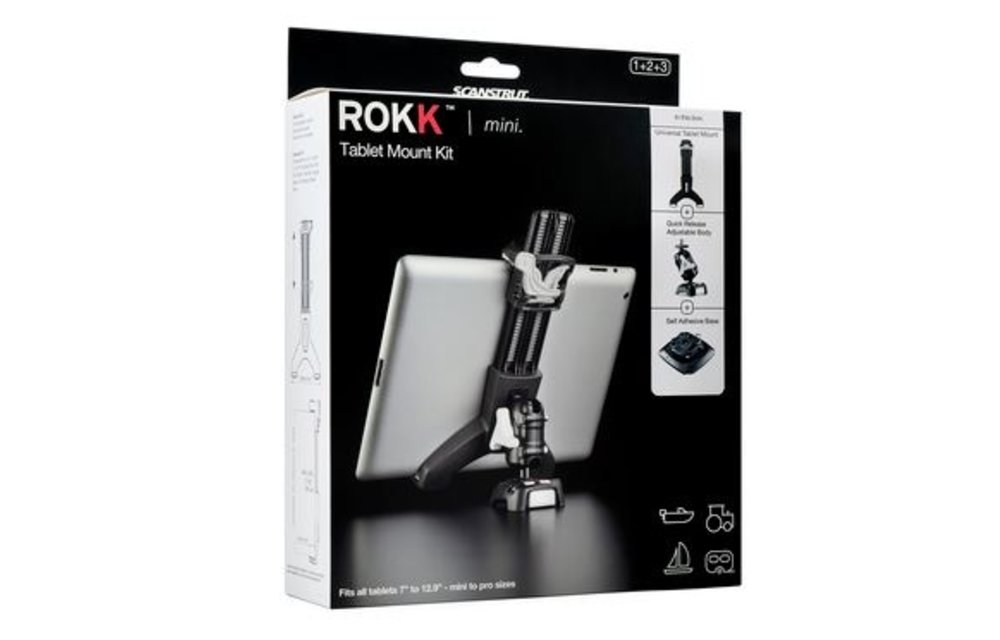 1+2+3
SCANSTRUT
ROKK™ | mini.
Tablet Mount Kit
In this box:
Universal Tablet Mount
+
Quick Release
Adjustable Body
+
Self Adhesive Base
Fits all tablets 7" to 12.9" - mini to pro sizes